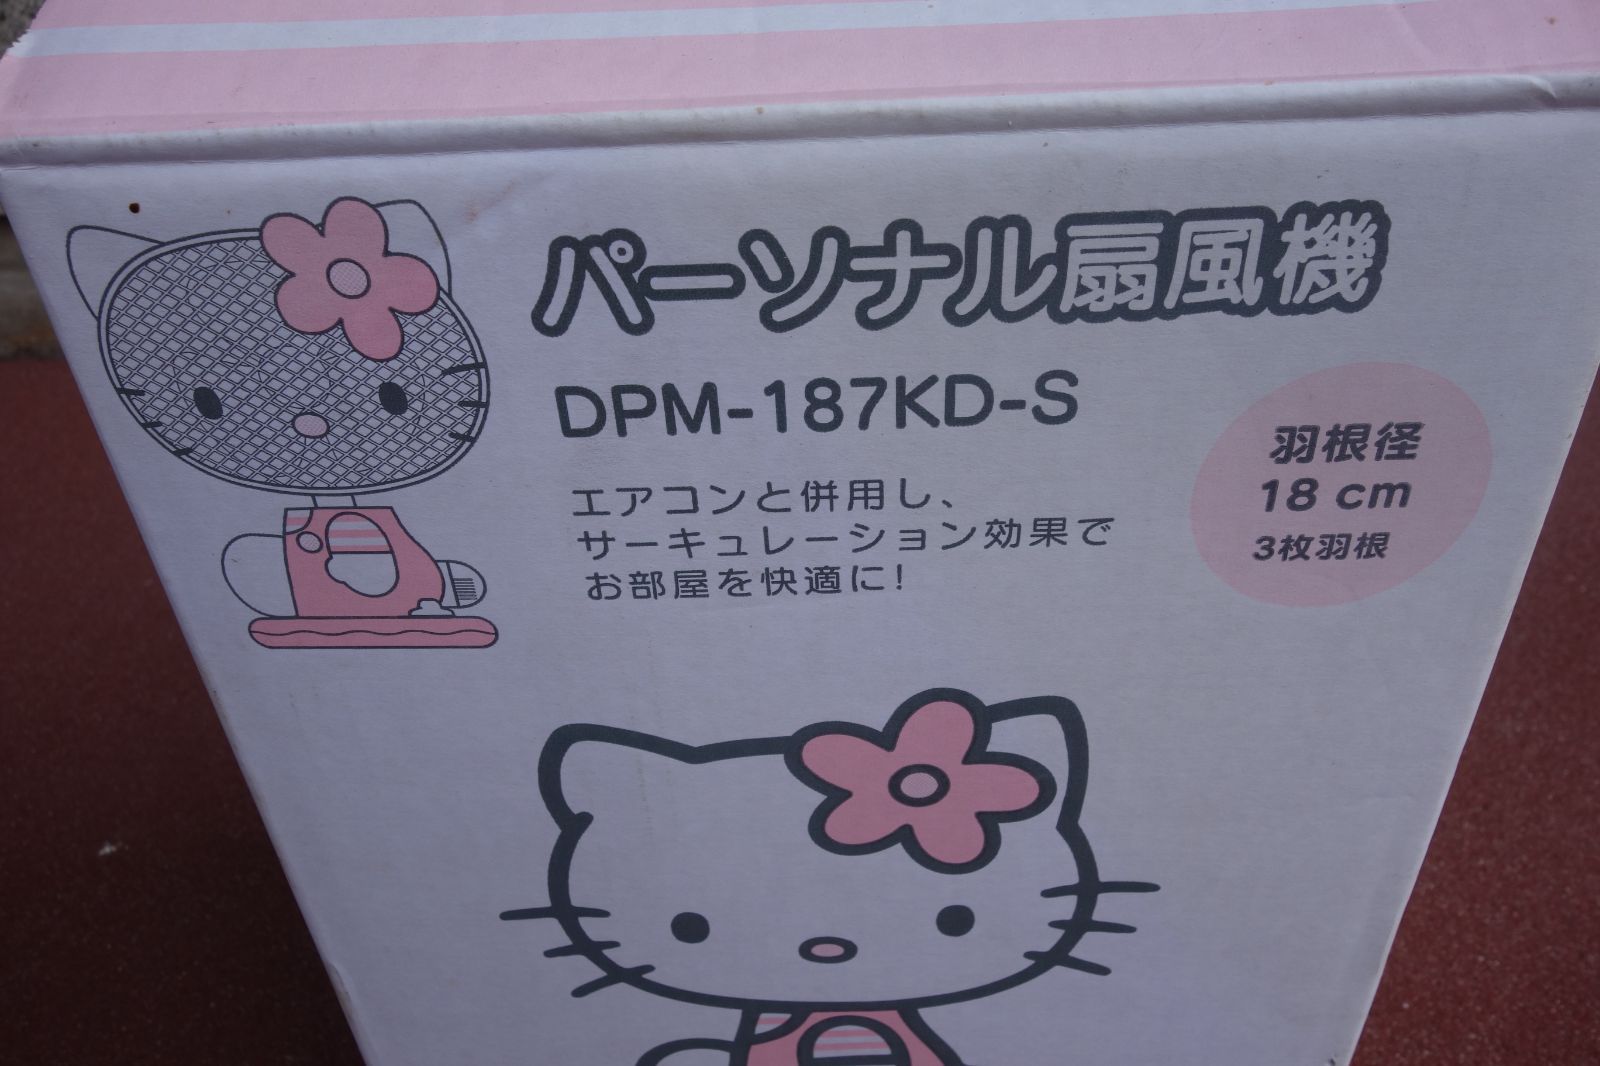 パーソナル扇風機
DPM-187KD-S
エアコンと併用し、
サーキュレーション効果で
お部屋を快適に!
羽根径
18 cm
3枚羽根